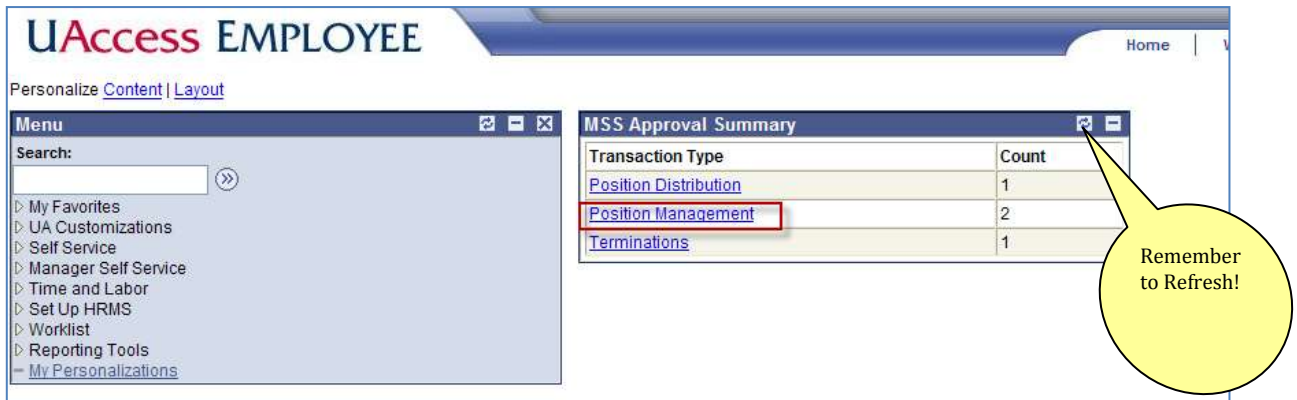 UAccess EMPLOYEE
Home
Personalize Content | Layout
Menu
Search:
My Favorites
UA Customizations
Self Service
Manager Self Service
Time and Labor
Set Up HRMS
Worklist
Reporting Tools
My Personalizations
MSS Approval Summary
Transaction Type Count
Position Distribution 1
Position Management 2
Terminations 1
Remember
to Refresh!